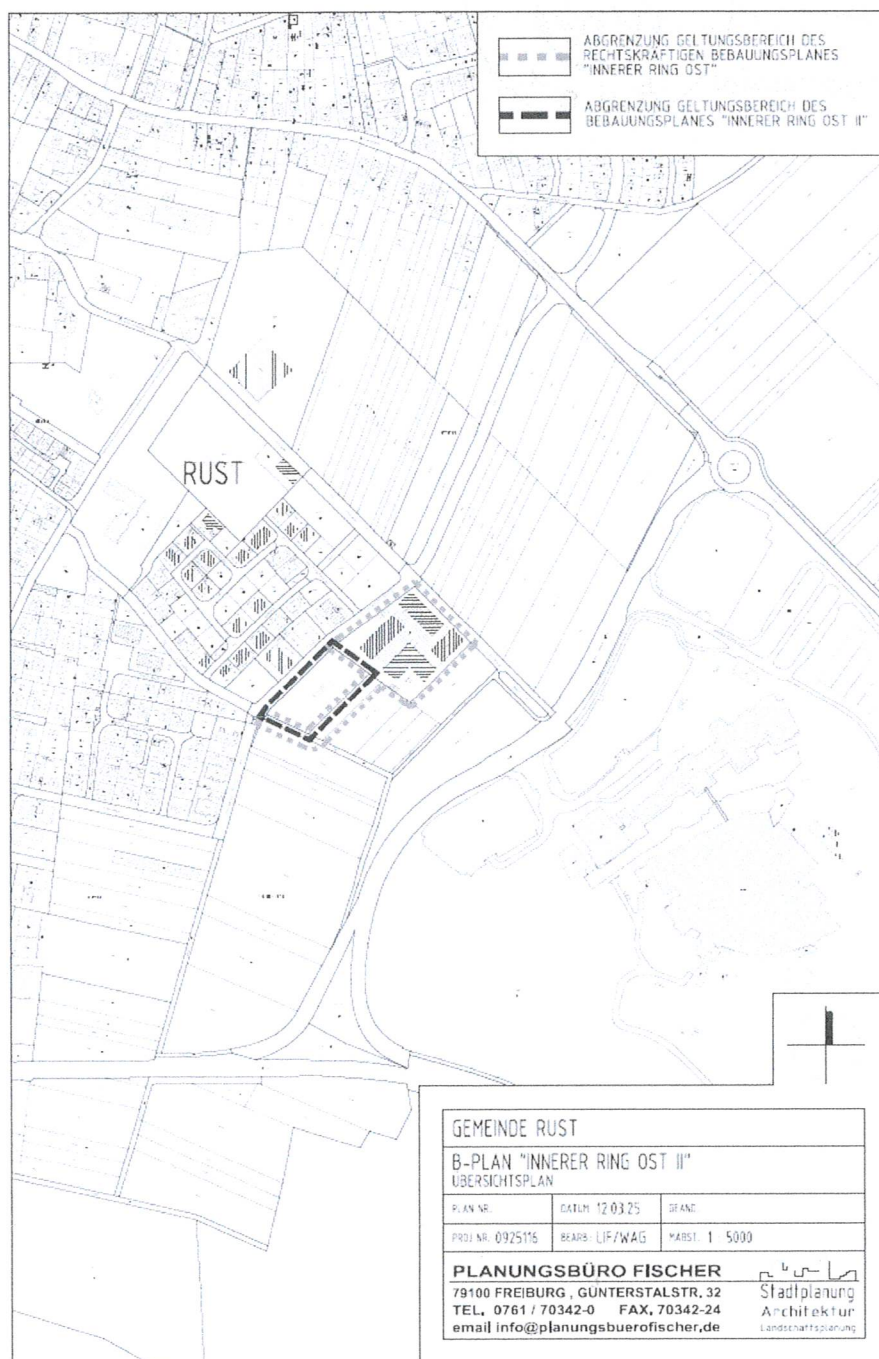 ABGRENZUNG GELTUNGSBEREICH DES
RECHTSKRÄFTIGEN BEBAUUNGSPLANES
"INNERER RING OST"
ABGRENZUNG GELTUNGSBEREICH DES
BEBAUUNGSPLANES "INNERER RING OST II"
RUST
GEMEINDE RUST
B-PLAN "INNERER RING OST II"
ÜBERSICHTSPLAN
PLAN NR. DATUM 12.03.25 GEÄND.
PROJ.NR. 0925116 BEARB.: LIF/WAG MABST. 1 : 5000
PLANUNGSBÜRO FISCHER
79100 FREIBURG , GÜNTERSTALSTR. 32
TEL. 0761 / 70342-0 FAX. 70342-24
email info@planungsbuerofischer.de
Stadtplanung
Architektur
Landschaftsplanung